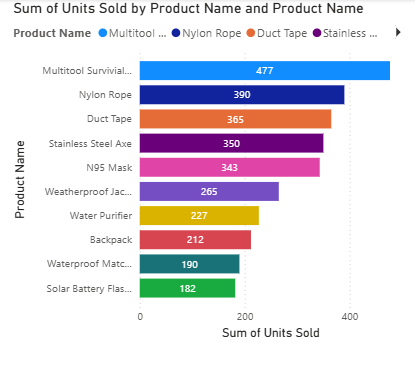 Sum of Units Sold by Product Name and Product Name
Product Name Multitool ... Nylon Rope Duct Tape Stainless ...
Multitool Survivial... 477
Nylon Rope 390
Duct Tape 365
Stainless Steel Axe 350
N95 Mask 343
Weatherproof Jac... 265
Water Purifier 227
Backpack 212
Waterproof Matc... 190
Solar Battery Flas... 182
0 200 400
Sum of Units Sold
Product Name